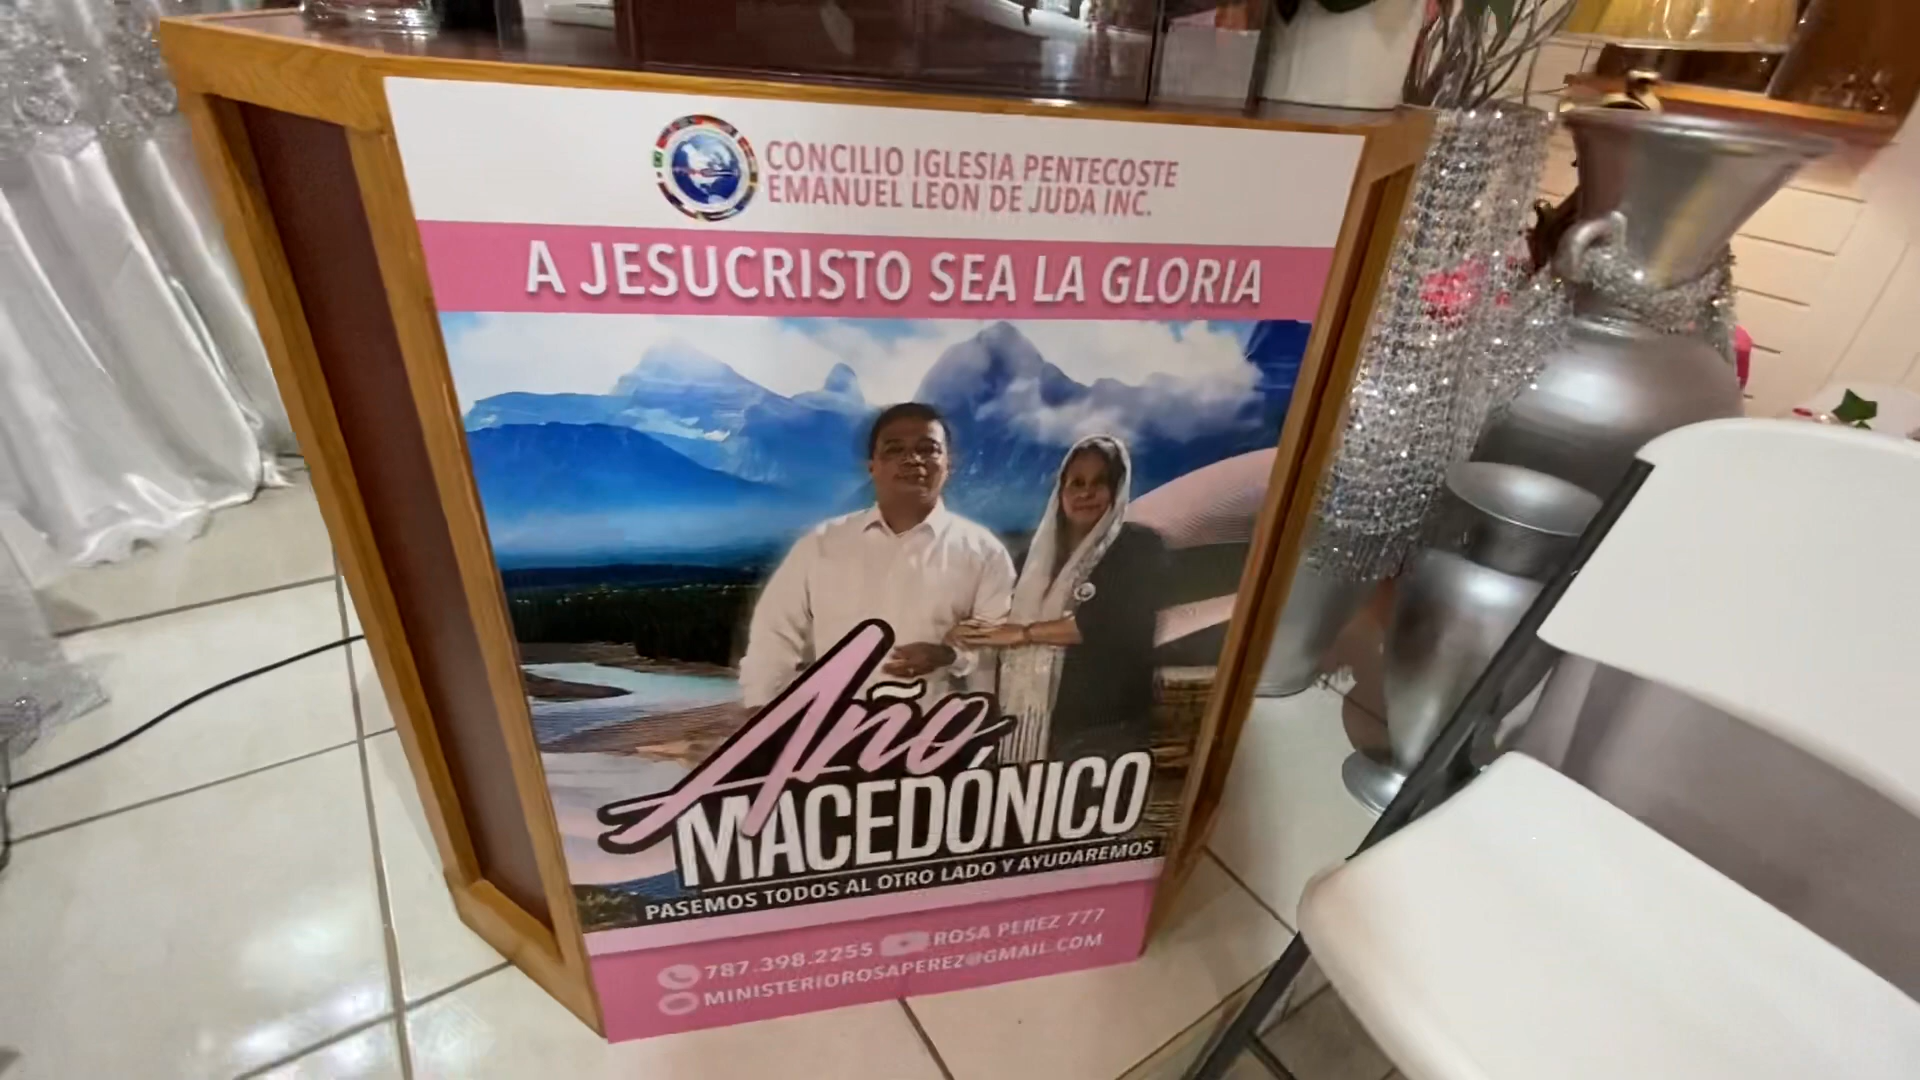 CONCILIO IGLESIA PENTECOSTE
EMANUEL LEON DE JUDA INC.
A JESUCRISTO SEA LA GLORIA
Año
MACEDÓNICO
PASEMOS TODOS AL OTRO LADO Y AYUDAREMOS
787.398.2255 ROSA PEREZ 777
MINISTERIOROSAPEREZ@GMAIL.COM